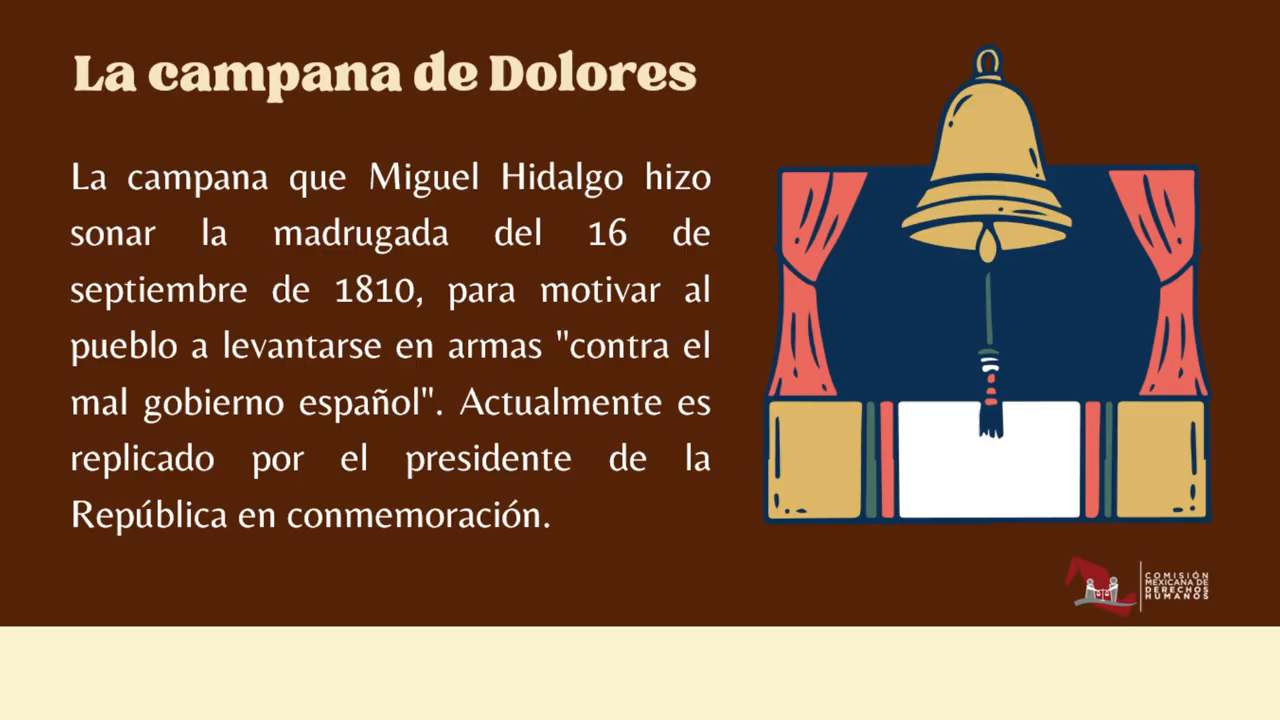 La campana de Dolores
La campana que Miguel Hidalgo hizo
sonar la madrugada del 16 de
septiembre de 1810, para motivar al
pueblo a levantarse en armas "contra el
mal gobierno español". Actualmente es
replicado por el presidente de la
República en conmemoración.
COMISIÓN
MEXICANA DE
DERECHOS
HUMANOS